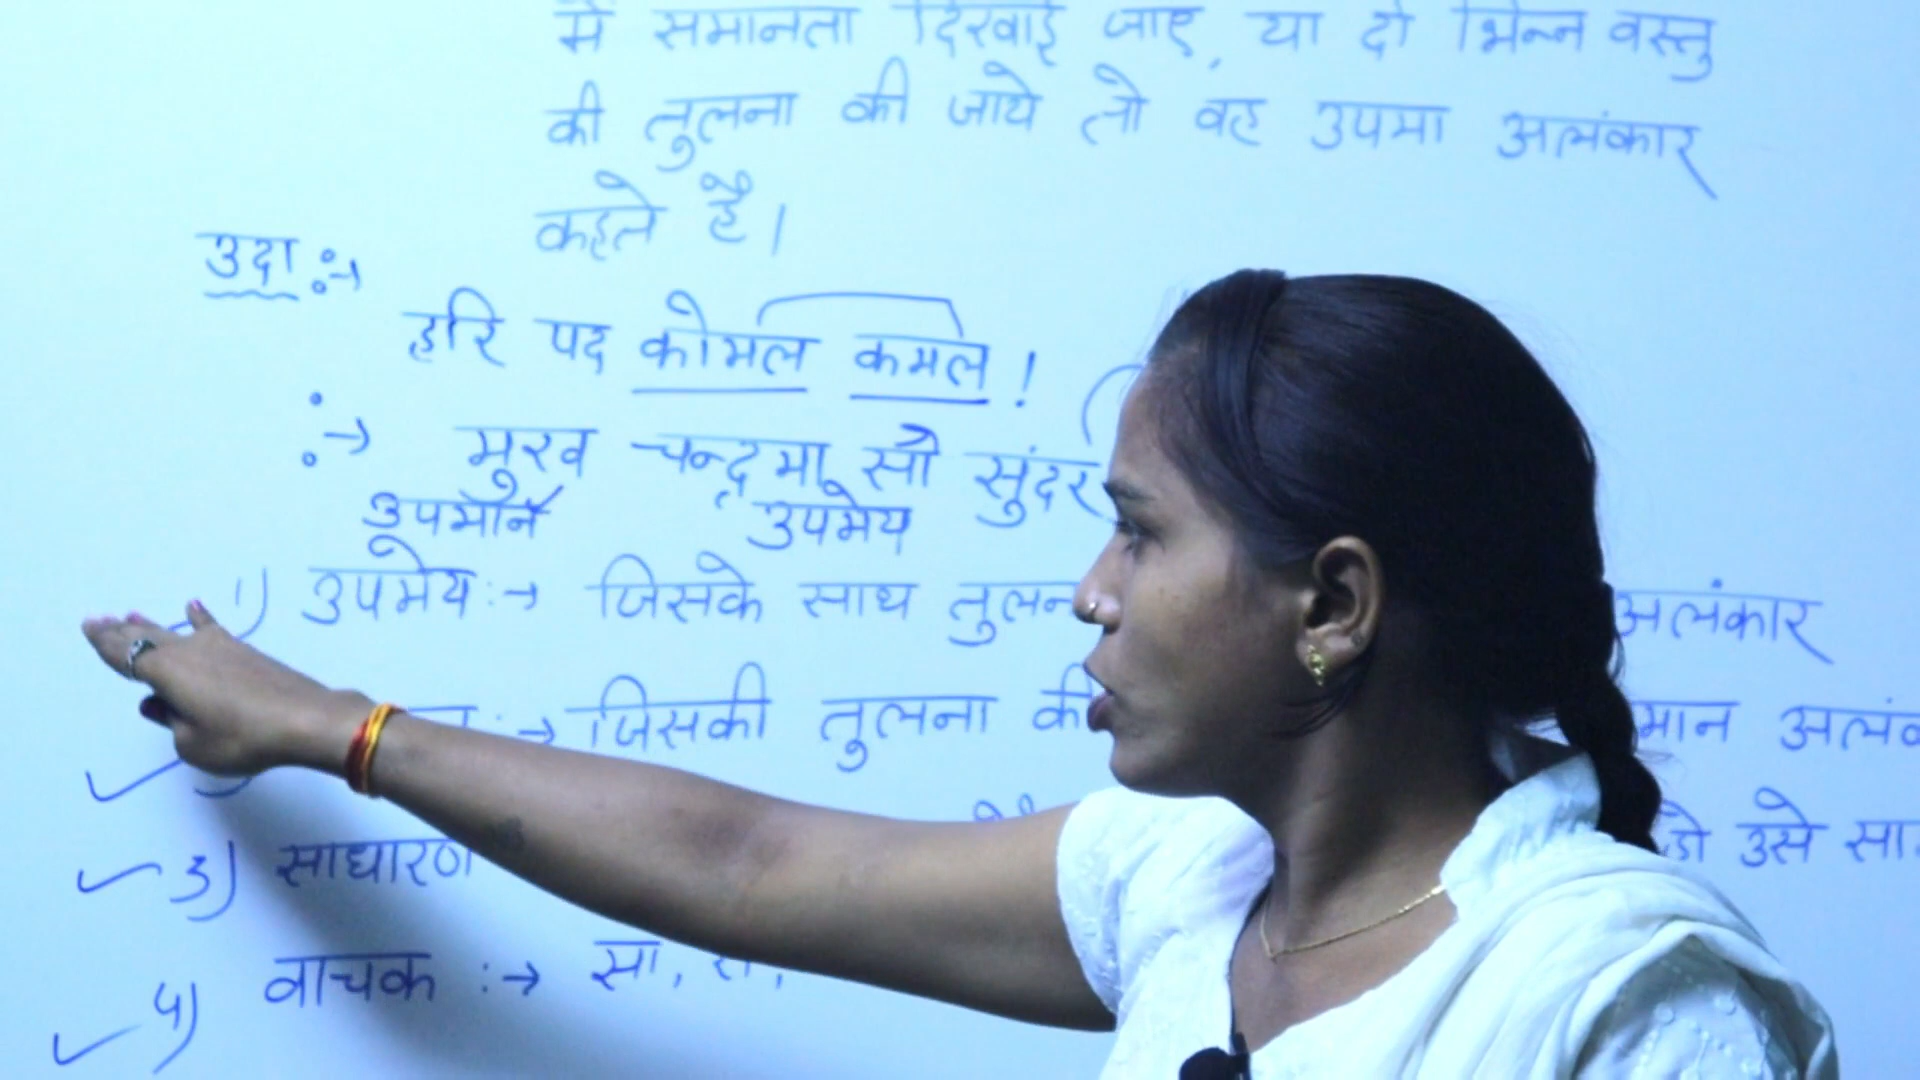 में समानता दिखाई जाए, या दो भिन्न वस्तु
की तुलना की जाये तो वह उपमा अलंकार
कहते है।
उदा :→
हरि पद कोमल कमल !
:→ मुख चन्द्रमा सौ सुंदर
उपमान उपमेय
1) उपमेय :→ जिसके साथ तुलन अलंकार
:→ जिसकी तुलना की मान अलंक
3) साधारण उसे सा
4) वाचक :→ सा,